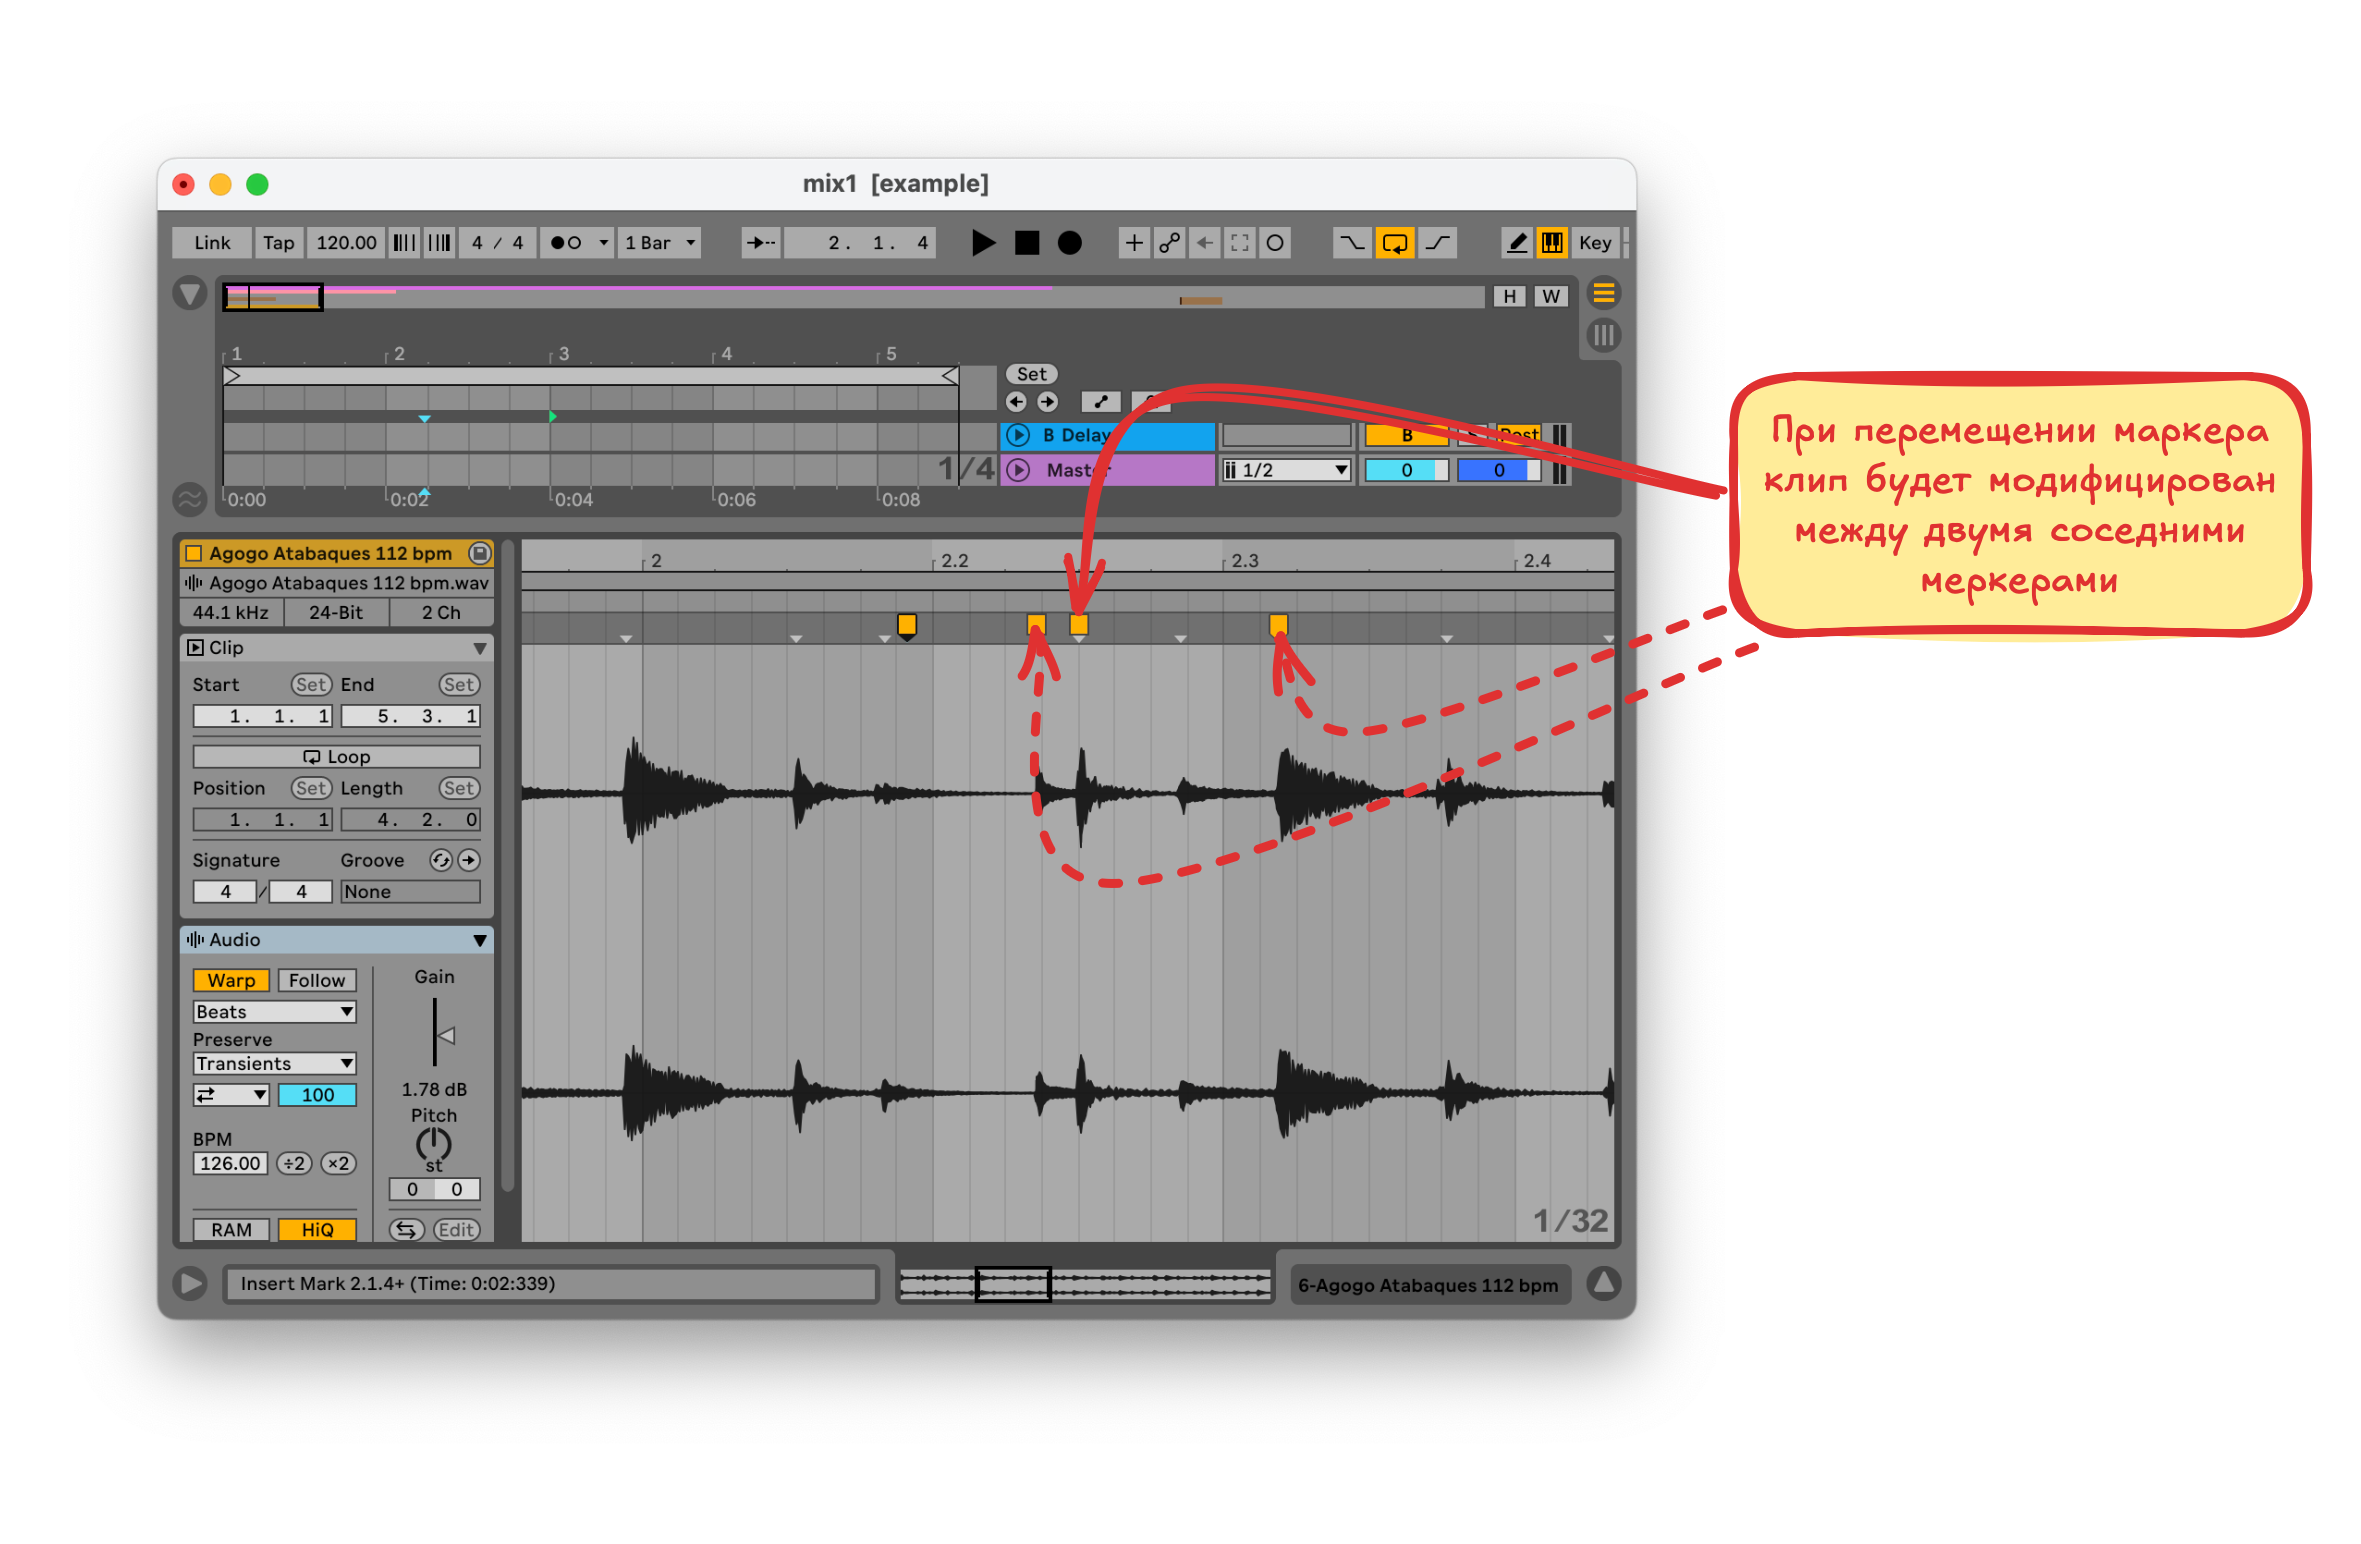 mix1 [example]
Link Tap 120.00 4 / 4 1 Bar 2. 1. 4 Key
H W
1 2 3 4 5
Set
B Delay B S Post
1/4 Master 1/2 0 0
0:00 0:02 0:04 0:06 0:08
При перемещении маркера
клип будет модифицирован
между двумя соседними
меркерами
Agogo Atabaques 112 bpm
Agogo Atabaques 112 bpm.wav
44.1 kHz 24-Bit 2 Ch
2 2.2 2.3 2.4
Clip
Start Set End Set
1. 1. 1 5. 3. 1
Loop
Position Set Length Set
1. 1. 1 4. 2. 0
Signature Groove
4 / 4 None
Audio
Warp Follow Gain
Beats
Preserve
Transients
100 1.78 dB
Pitch
BPM
126.00 ÷2 ×2 st
0 0
RAM HiQ Edit
1/32
Insert Mark 2.1.4+ (Time: 0:02:339)
6-Agogo Atabaques 112 bpm